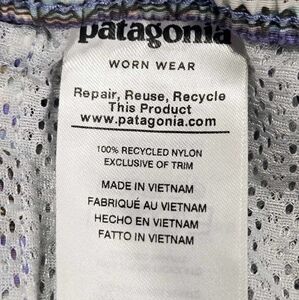 patagonia
WORN WEAR
Repair, Reuse, Recycle
This Product
www.patagonia.com
100% RECYCLED NYLON
EXCLUSIVE OF TRIM
MADE IN VIETNAM
FABRIQUÉ AU VIETNAM
HECHO EN VIETNAM
FATTO IN VIETNAM